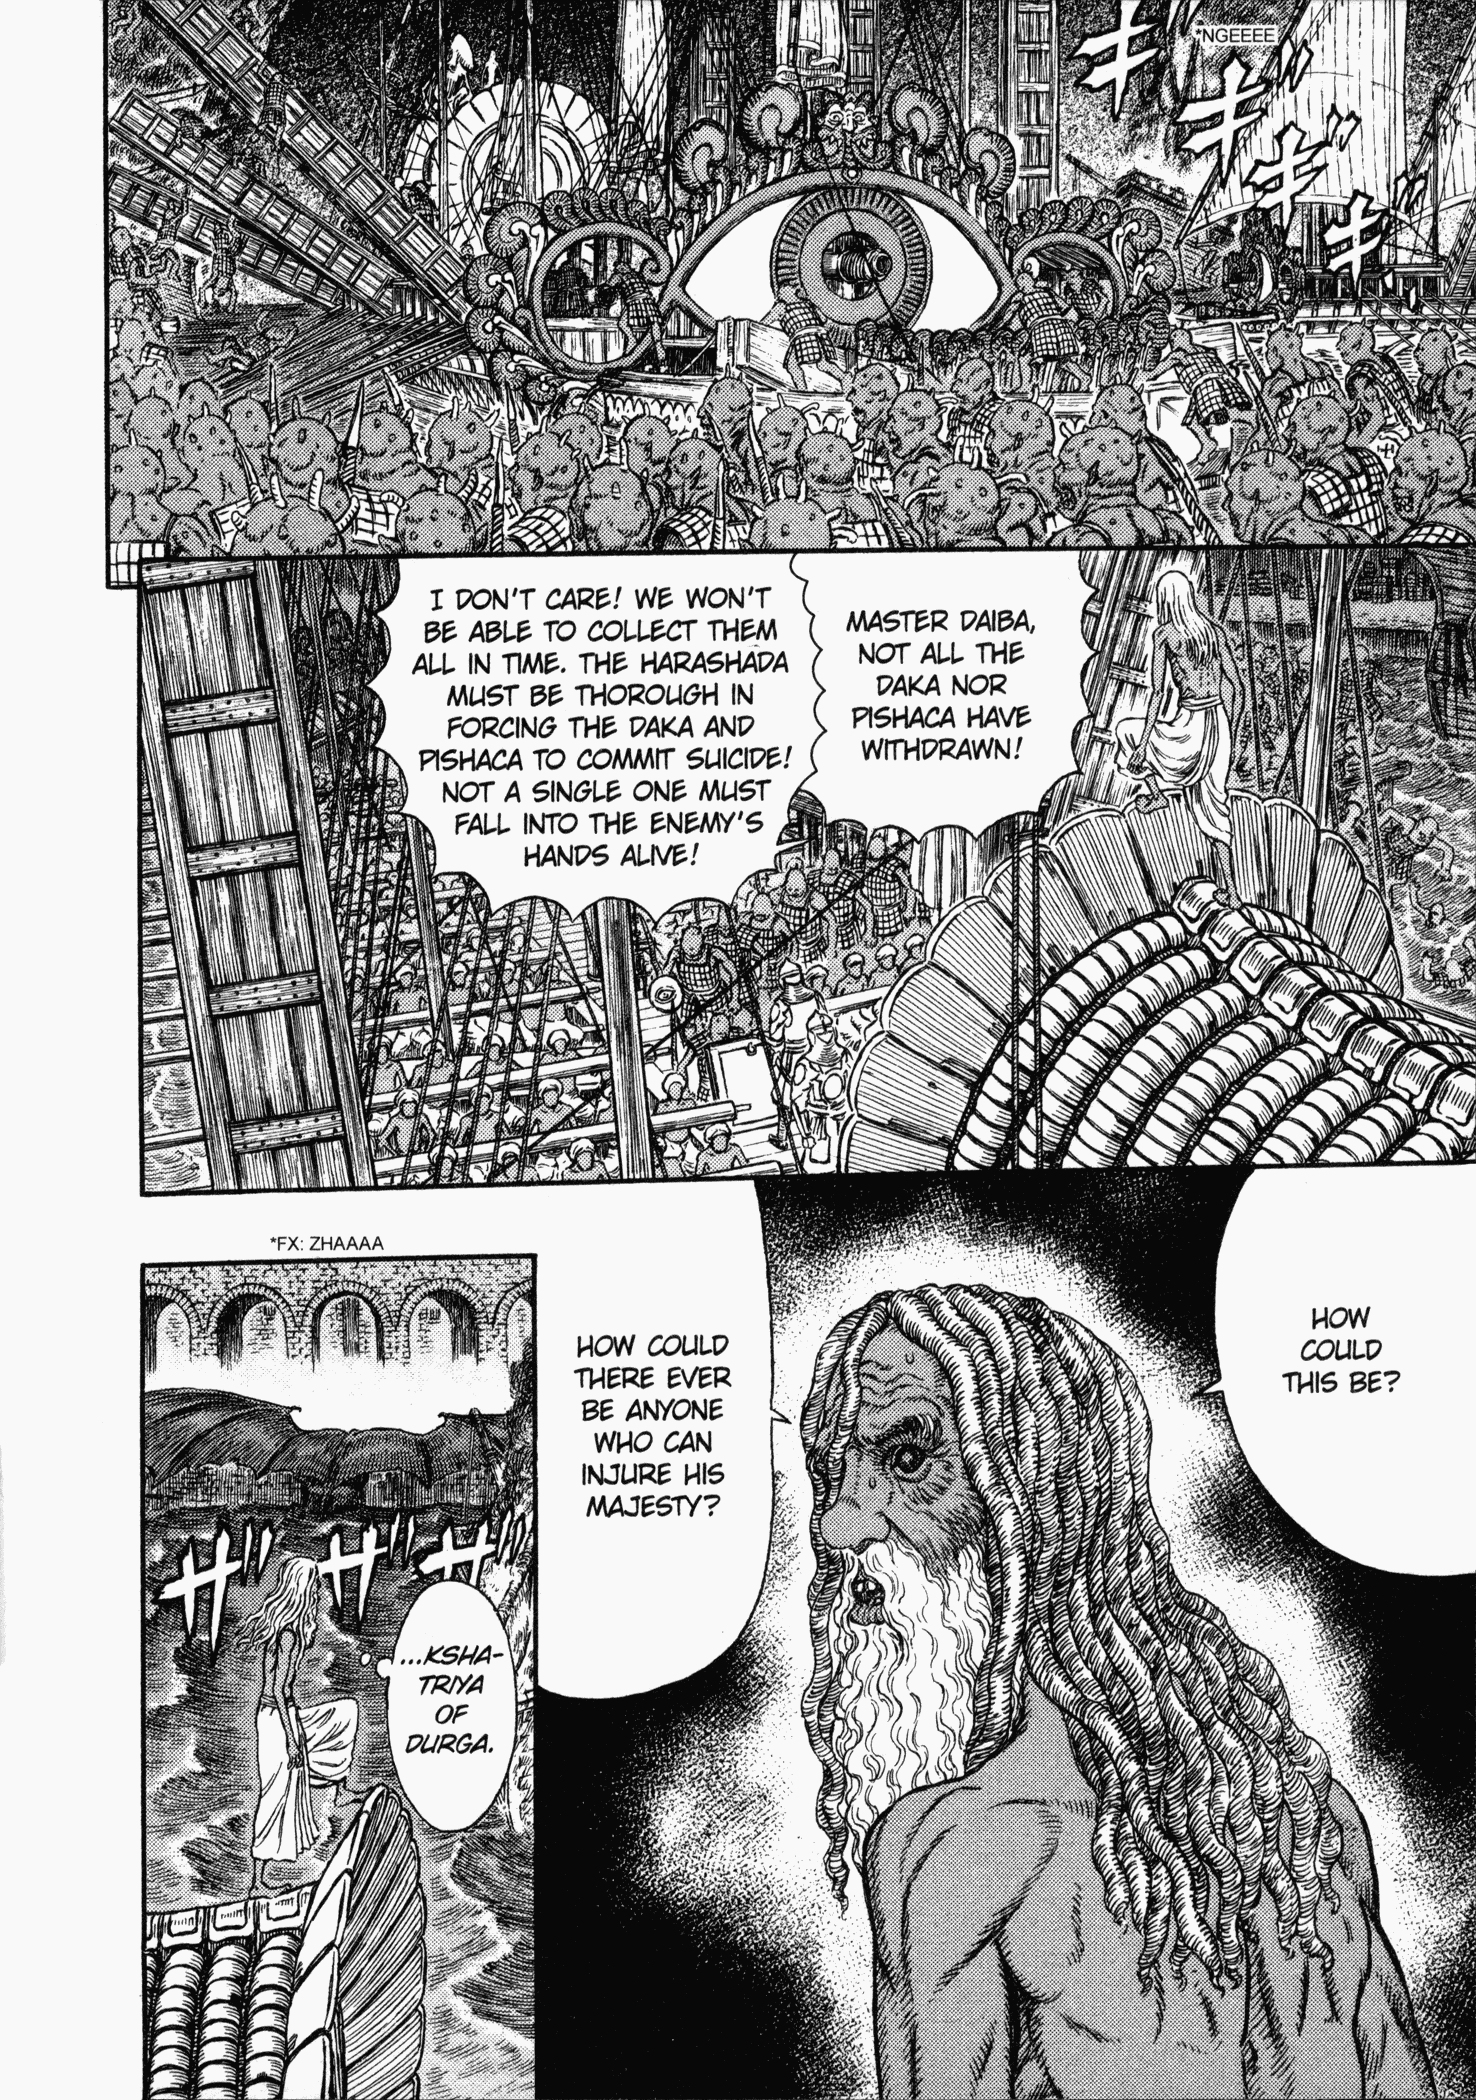 *NGEEEE
ギ
ギ
ギ
ギ
MASTER DAIBA,
NOT ALL THE
DAKA NOR
PISHACA HAVE
WITHDRAWN!
I DON'T CARE! WE WON'T
BE ABLE TO COLLECT THEM
ALL IN TIME. THE HARASHADA
MUST BE THOROUGH IN
FORCING THE DAKA AND
PISHACA TO COMMIT SUICIDE!
NOT A SINGLE ONE MUST
FALL INTO THE ENEMY'S
HANDS ALIVE!
HOW
COULD
THIS BE?
HOW COULD
THERE EVER
BE ANYONE
WHO CAN
INJURE HIS
MAJESTY?
*FX: ZHAAAA
ザザザ
...KSHA-
TRIYA
OF
DURGA.